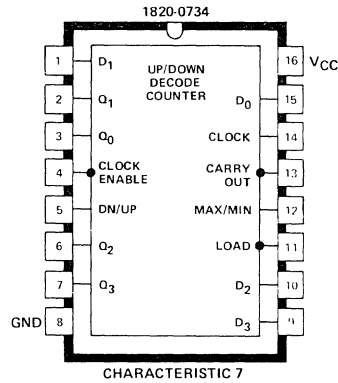 1820-0734
1 D1
UP/DOWN
DECODE
COUNTER
16 VCC
2 Q1
D0 15
3 Q0
CLOCK 14
4 CLOCK
ENABLE
CARRY
OUT 13
5 DN/UP
MAX/MIN 12
6 Q2
LOAD 11
7 Q3
D2 10
GND 8
D3 9
CHARACTERISTIC 7